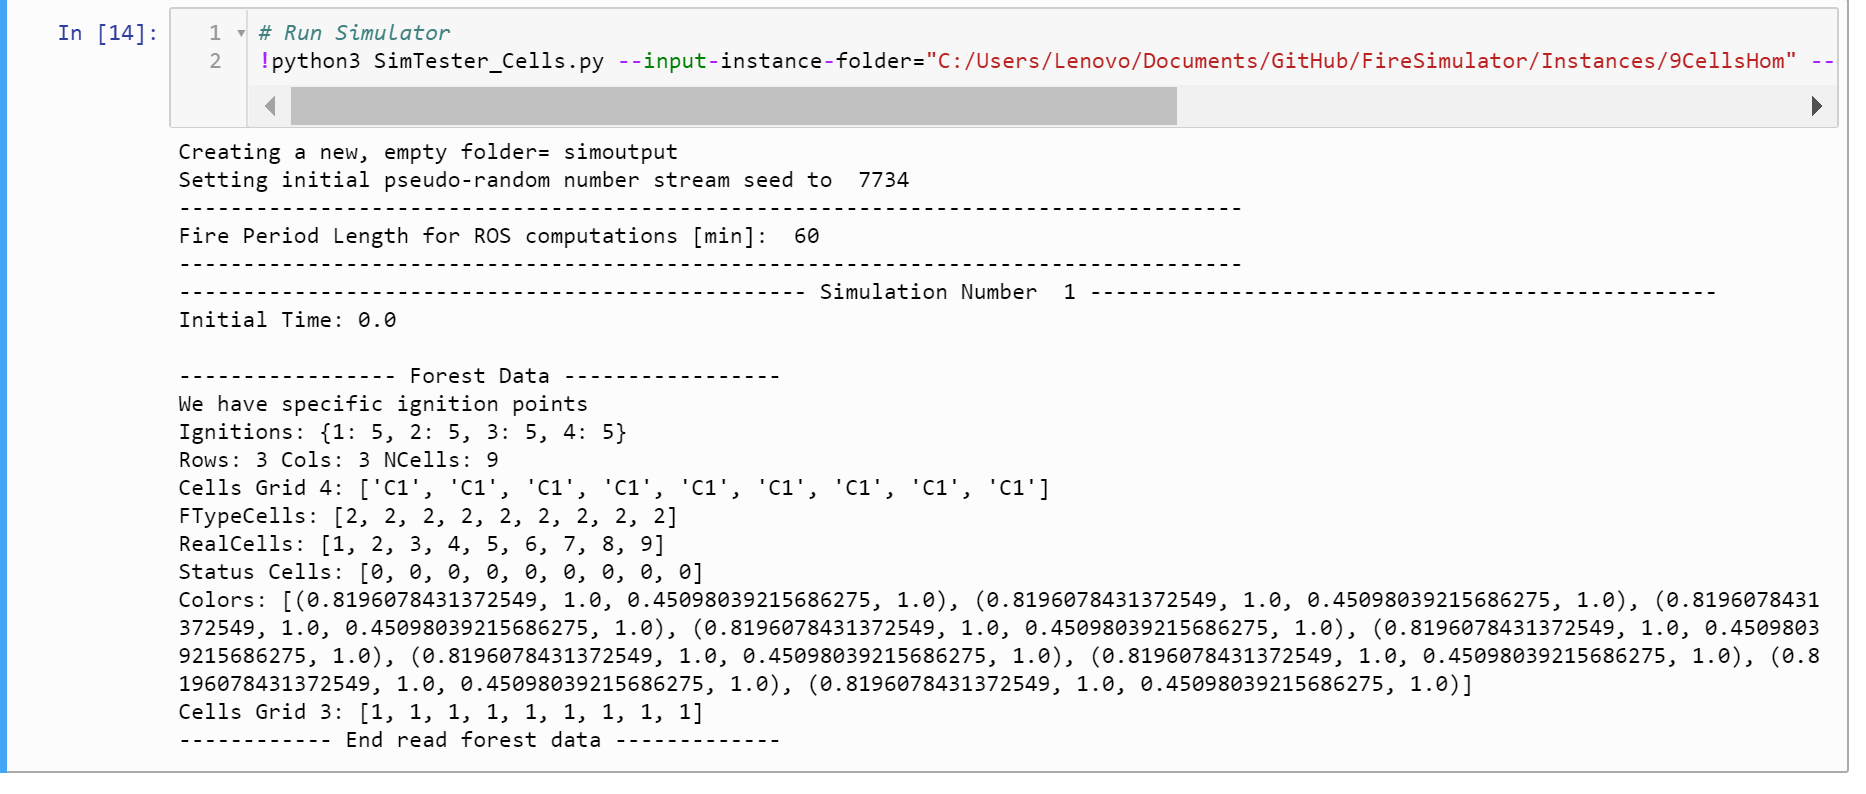 In [14]:
1 # Run Simulator
2 !python3 SimTester_Cells.py --input-instance-folder="C:/Users/Lenovo/Documents/GitHub/FireSimulator/Instances/9CellsHom" --
Creating a new, empty folder= simoutput
Setting initial pseudo-random number stream seed to  7734
-----------------------------------------------------------------------------------
Fire Period Length for ROS computations [min]:  60
-----------------------------------------------------------------------------------
------------------------------------------------- Simulation Number  1 -------------------------------------------------
Initial Time: 0.0
----------------- Forest Data -----------------
We have specific ignition points
Ignitions: {1: 5, 2: 5, 3: 5, 4: 5}
Rows: 3 Cols: 3 NCells: 9
Cells Grid 4: ['C1', 'C1', 'C1', 'C1', 'C1', 'C1', 'C1', 'C1', 'C1']
FTypeCells: [2, 2, 2, 2, 2, 2, 2, 2, 2]
RealCells: [1, 2, 3, 4, 5, 6, 7, 8, 9]
Status Cells: [0, 0, 0, 0, 0, 0, 0, 0, 0]
Colors: [(0.8196078431372549, 1.0, 0.45098039215686275, 1.0), (0.8196078431372549, 1.0, 0.45098039215686275, 1.0), (0.8196078431
372549, 1.0, 0.45098039215686275, 1.0), (0.8196078431372549, 1.0, 0.45098039215686275, 1.0), (0.8196078431372549, 1.0, 0.4509803
9215686275, 1.0), (0.8196078431372549, 1.0, 0.45098039215686275, 1.0), (0.8196078431372549, 1.0, 0.45098039215686275, 1.0), (0.8
196078431372549, 1.0, 0.45098039215686275, 1.0), (0.8196078431372549, 1.0, 0.45098039215686275, 1.0)]
Cells Grid 3: [1, 1, 1, 1, 1, 1, 1, 1, 1]
------------ End read forest data -------------